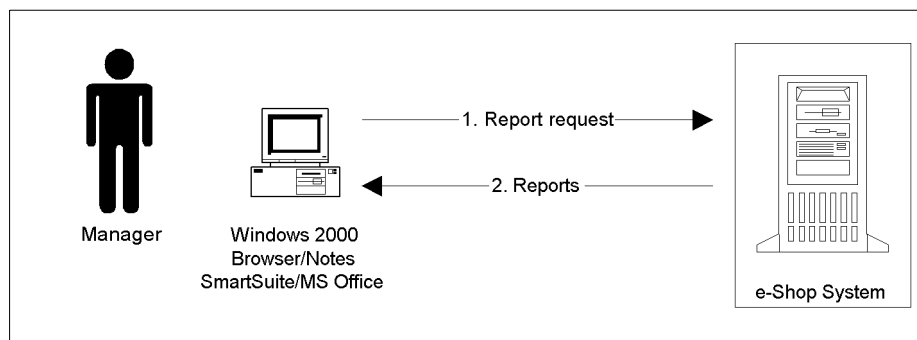 1. Report request
2. Reports
Manager
Windows 2000
Browser/Notes
SmartSuite/MS Office
e-Shop System